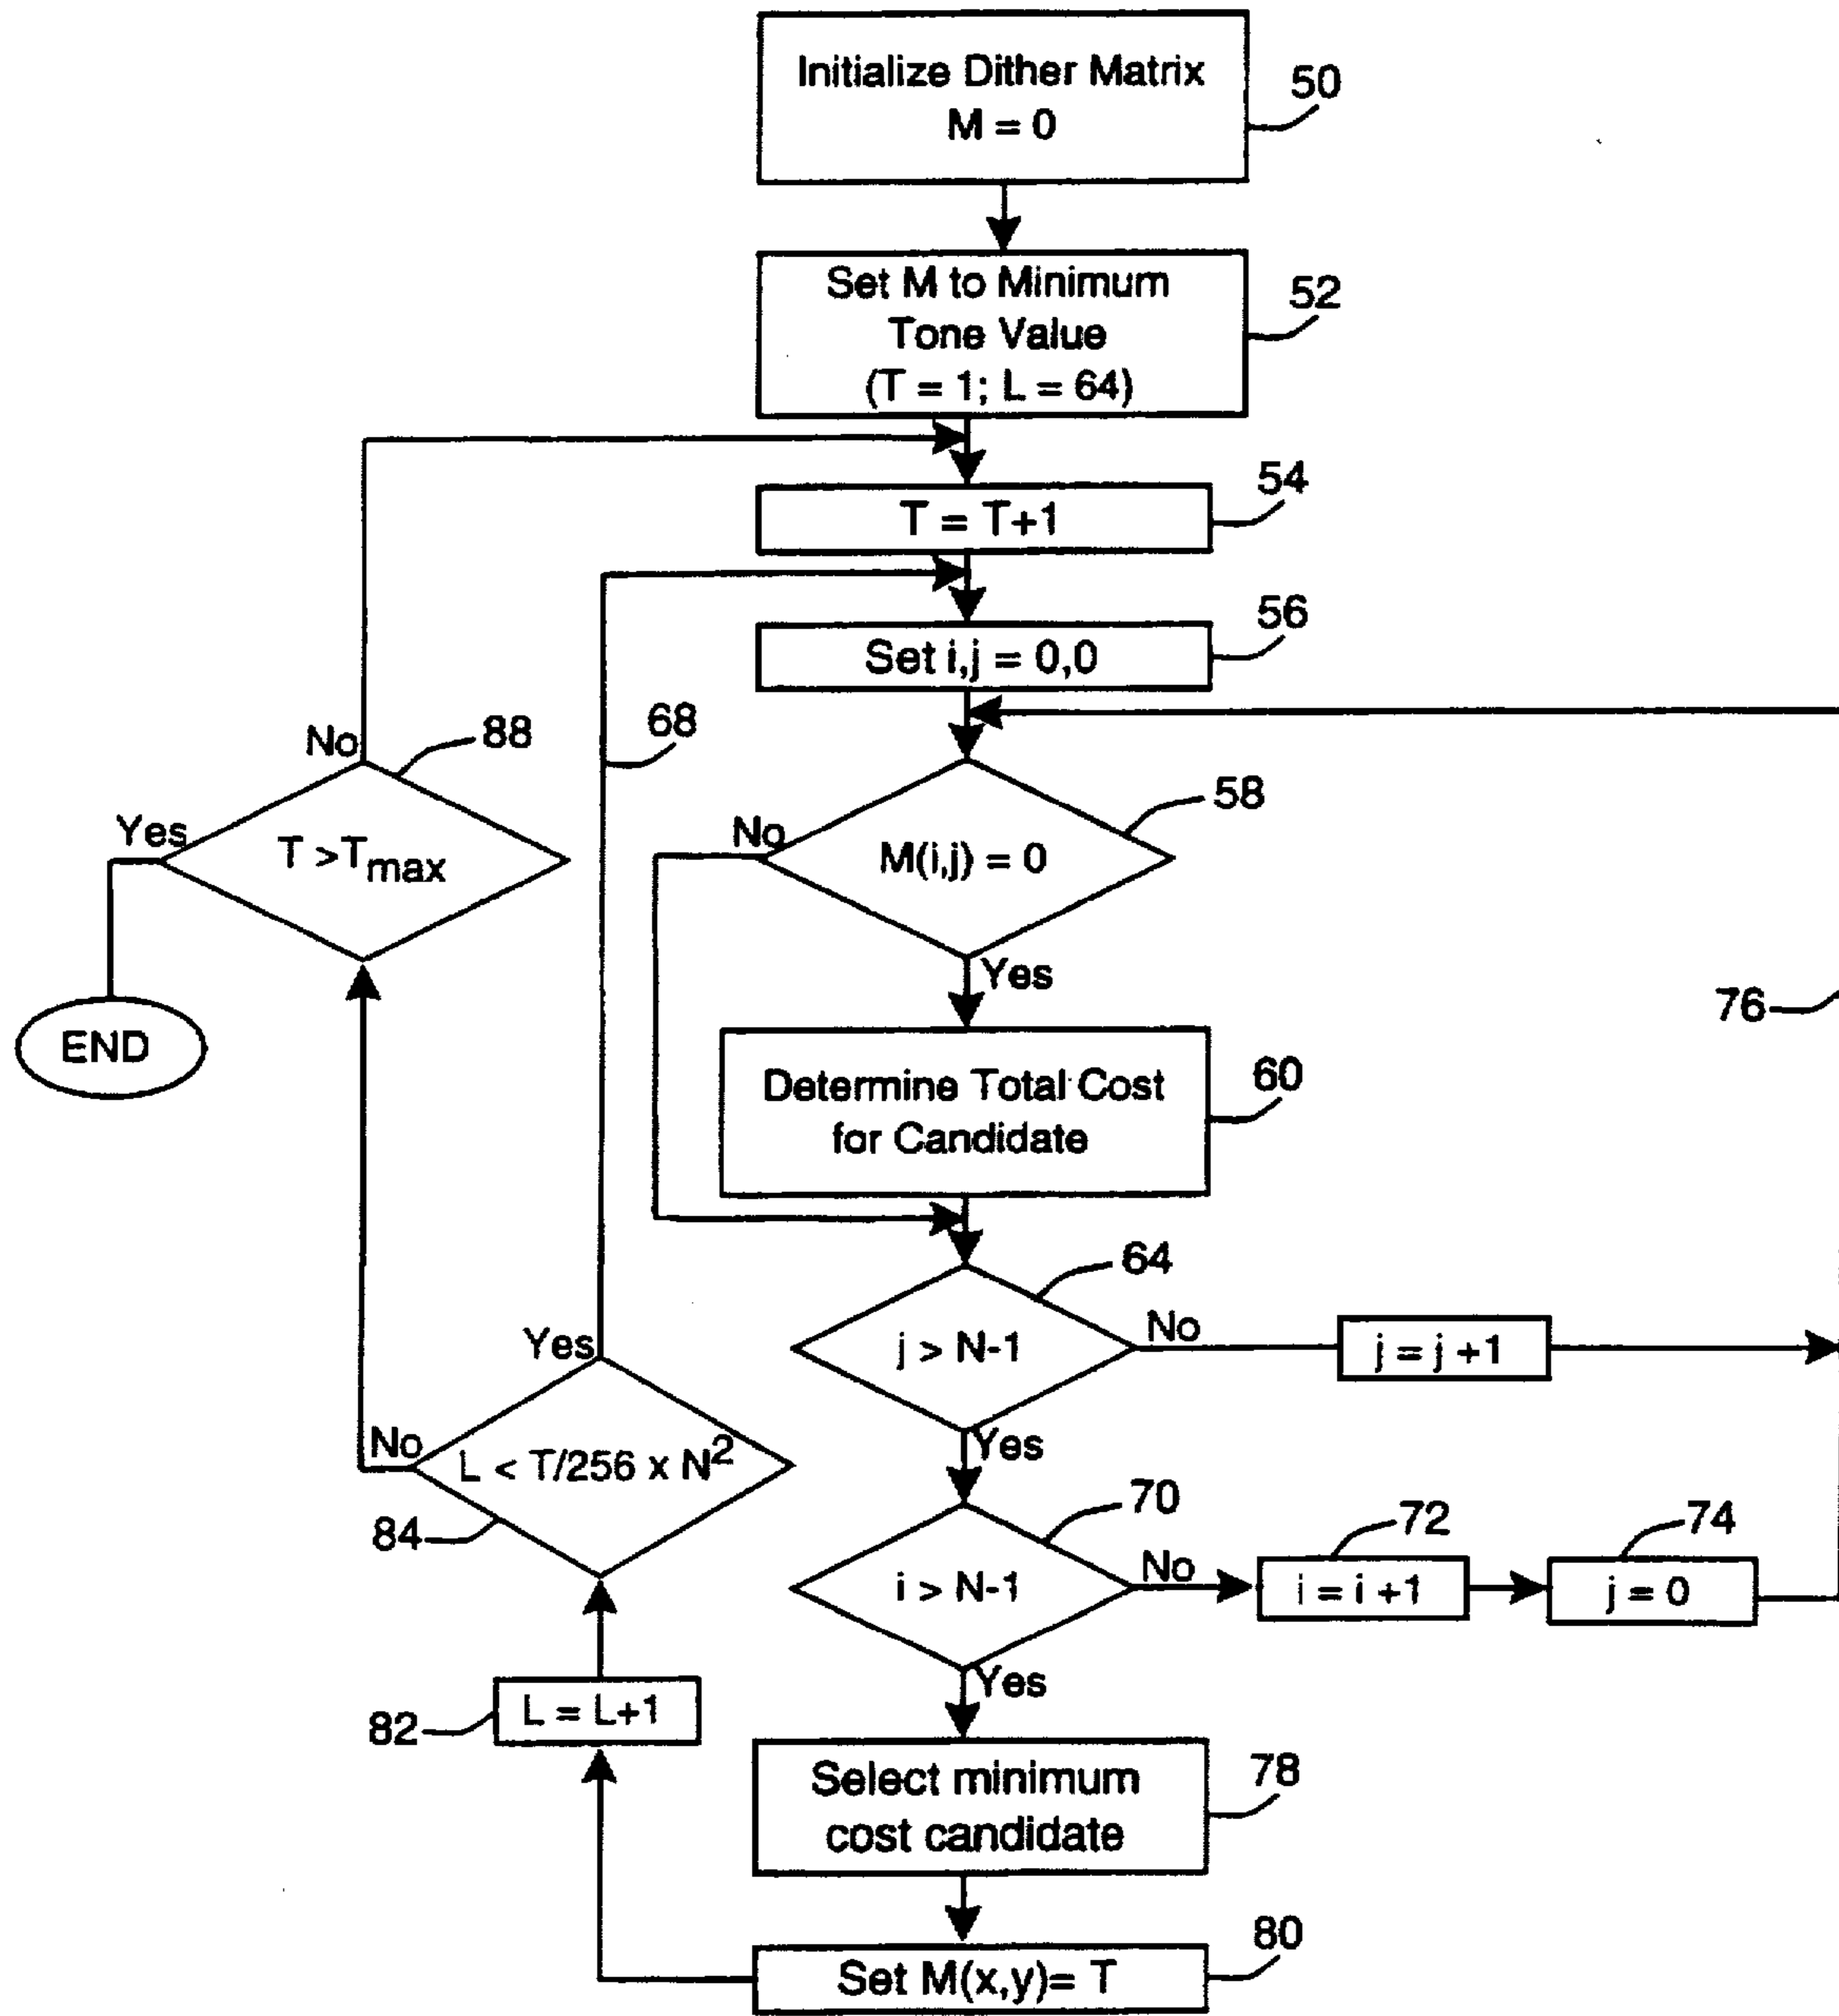 Initialize Dither Matrix
M = 0
50
Set M to Minimum
Tone Value
(T = 1; L = 64)
52
T = T+1
54
Set i,j = 0,0
56
68
No
88
Yes
T >Tmax
END
No
M(i,j) = 0
58
Yes
76
Determine Total Cost
for Candidate
60
64
j > N-1
No
j = j +1
Yes
Yes
No
L < T/256 x N²
84
70
i > N-1
No
72
i = i +1
74
j = 0
Yes
L = L+1
82
Select minimum
cost candidate
78
Set M(x,y)= T
80